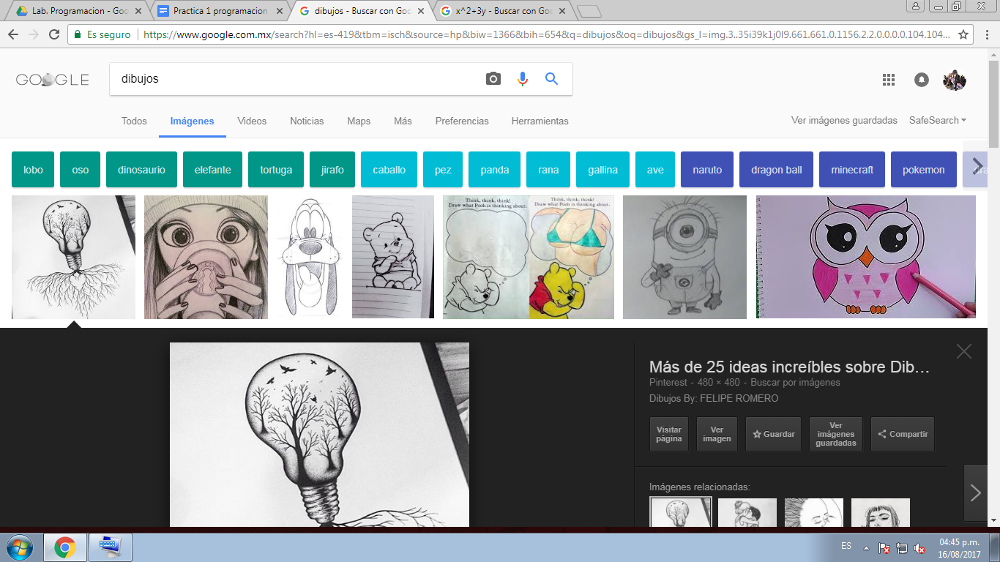 Lab. Programacion - Goo
Practica 1 programacion
dibujos - Buscar con Goo
x^2+3y - Buscar con Goo
Es seguro
https://www.google.com.mx/search?hl=es-419&tbm=isch&source=hp&biw=1366&bih=654&q=dibujos&oq=dibujos&gs_l=img.3..35i39k1j0l9.661.661.0.1156.2.2.0.0.0.0.104.104...
GOOGLE
dibujos
Todos Imágenes Videos Noticias Maps Más Preferencias Herramientas
Ver imágenes guardadas SafeSearch
lobo oso dinosaurio elefante tortuga jirafo caballo pez panda rana gallina ave naruto dragon ball minecraft pokemon
Think, think, think!
Draw what Pooh is thinking about.
Think, think, think!
Draw what Pooh is thinking about.
Más de 25 ideas increíbles sobre Dib...
Pinterest - 480 × 480 - Buscar por imágenes
Dibujos By: FELIPE ROMERO
Visitar
página
Ver
imagen
Guardar
Ver
imágenes
guardadas
Compartir
Imágenes relacionadas:
ES
04:45 p.m.
16/08/2017